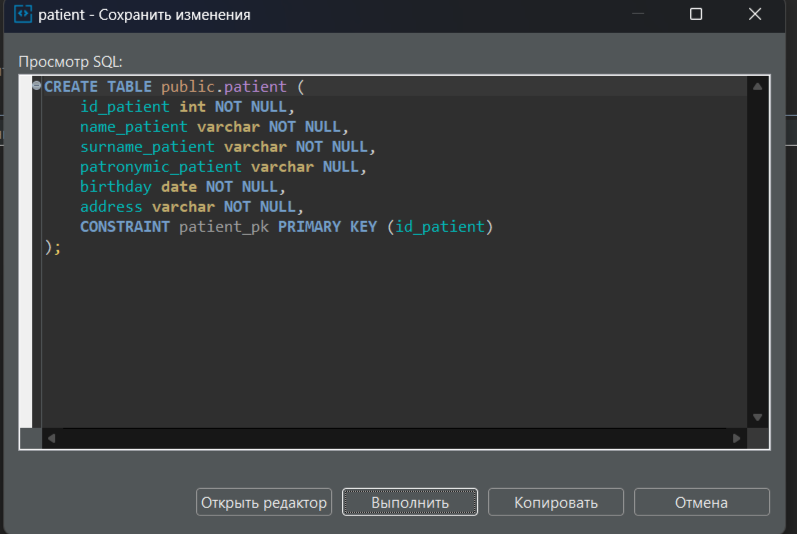 patient - Сохранить изменения
Просмотр SQL:
CREATE TABLE public.patient (
id_patient int NOT NULL,
name_patient varchar NOT NULL,
surname_patient varchar NOT NULL,
patronymic_patient varchar NULL,
birthday date NOT NULL,
address varchar NOT NULL,
CONSTRAINT patient_pk PRIMARY KEY (id_patient)
);
Открыть редактор Выполнить Копировать Отмена